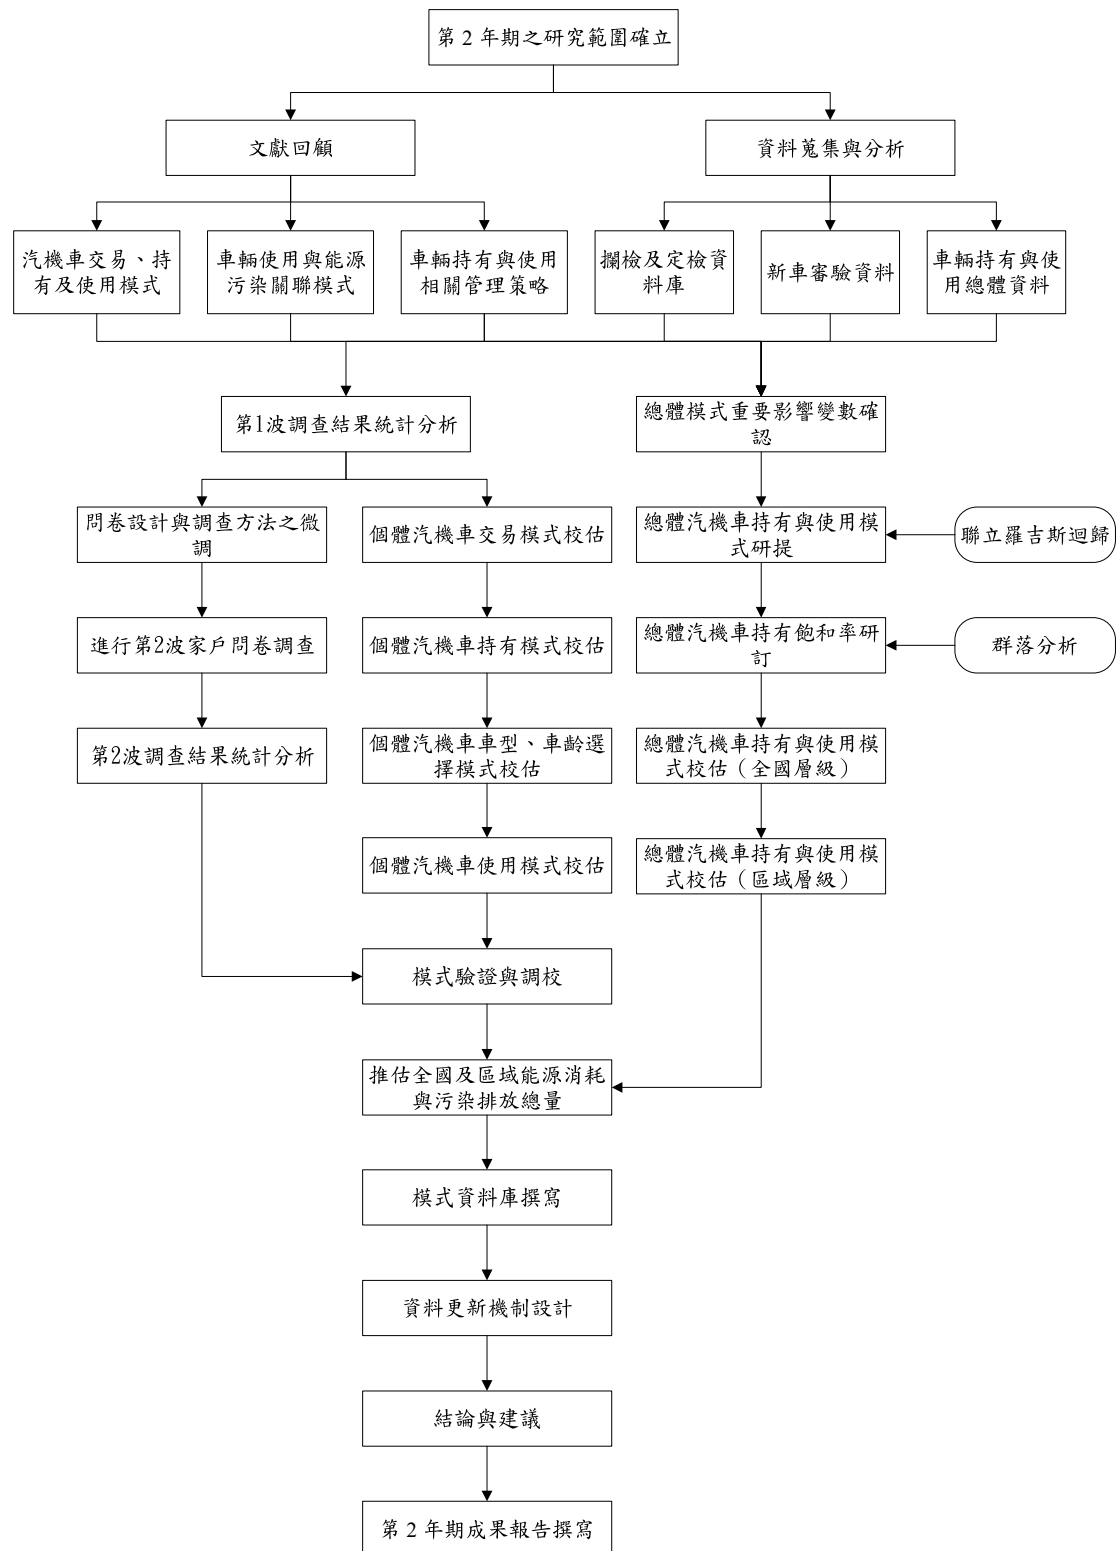 第 2 年期之研究範圍確立
文獻回顧
資料蒐集與分析
汽機車交易、持
有及使用模式
車輛使用與能源
污染關聯模式
車輛持有與使用
相關管理策略
攔檢及定檢資
料庫
新車審驗資料
車輛持有與使
用總體資料
第1波調查結果統計分析
總體模式重要影響變數確
認
問卷設計與調查方法之微
調
個體汽機車交易模式校估
總體汽機車持有與使用模
式研提
聯立羅吉斯迴歸
進行第2波家戶問卷調查
個體汽機車持有模式校估
總體汽機車持有飽和率研
訂
群落分析
第2波調查結果統計分析
個體汽機車車型、車齡選
擇模式校估
總體汽機車持有與使用模
式校估（全國層級）
個體汽機車使用模式校估
總體汽機車持有與使用模
式校估（區域層級）
模式驗證與調校
推估全國及區域能源消耗
與污染排放總量
模式資料庫撰寫
資料更新機制設計
結論與建議
第 2 年期成果報告撰寫